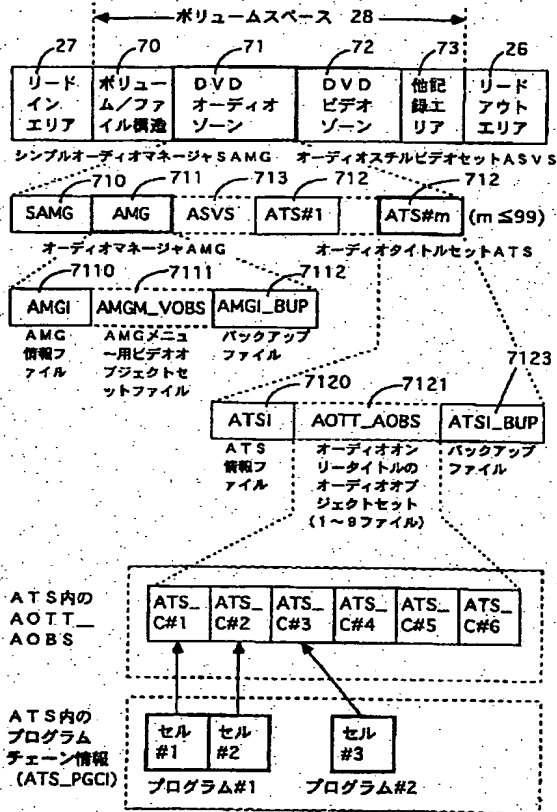 ボリュームスペース 28
27 70 71 72 73 26
リード
イン
エリア
ボリュー
ム/ファ
イル構造
DVD
オーディオ
ゾーン
DVD
ビデオ
ゾーン
他記
録エ
リア
リード
アウト
エリア
シンプルオーディオマネージャSAMG
オーディオスチルビデオセットASVS
710 711 713 712 712
SAMG AMG ASVS ATS#1 ATS#m (m≤99)
オーディオマネージャAMG
オーディオタイトルセットATS
7110 7111 7112
AMGI AMGM_VOBS AMGI_BUP
AMG
情報フ
ァイル
AMGメニュ
ー用ビデオオ
ブジェクトセ
ットファイル
バックアップ
ファイル
7120 7121 7123
ATSI AOTT_AOBS ATSI_BUP
ATS
情報フ
ァイル
オーディオオン
リータイトルの
オーディオオブ
ジェクトセット
(1~9ファイル)
バックアップ
ファイル
ATS内の
AOTT_
AOBS
ATS_
C#1
ATS_
C#2
ATS_
C#3
ATS_
C#4
ATS_
C#5
ATS_
C#6
ATS内の
プログラム
チェーン情報
(ATS_PGCI)
セル
#1
セル
#2
セル
#3
プログラム#1
プログラム#2